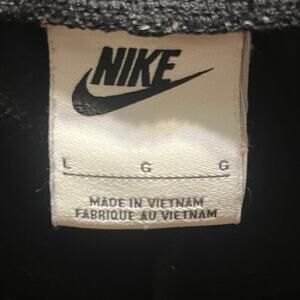 NIKE
L G G
MADE IN VIETNAM
FABRIQUE AU VIETNAM